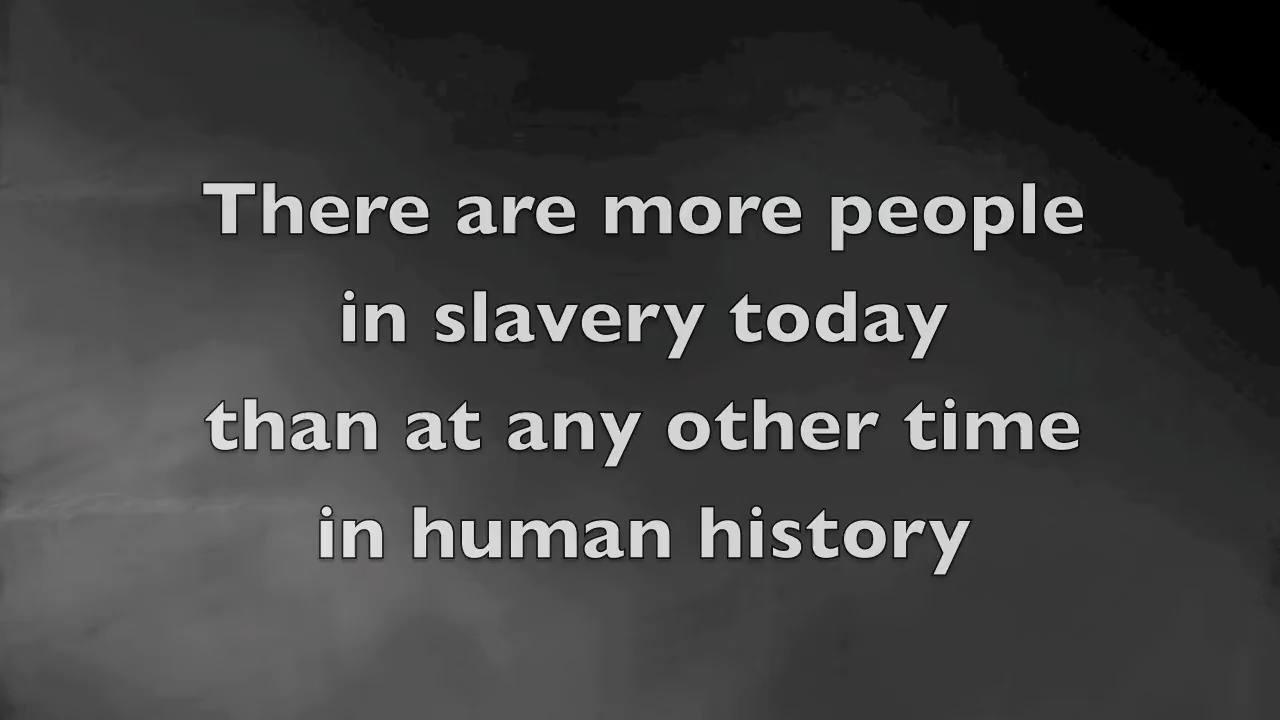 There are more people
in slavery today
than at any other time
in human history